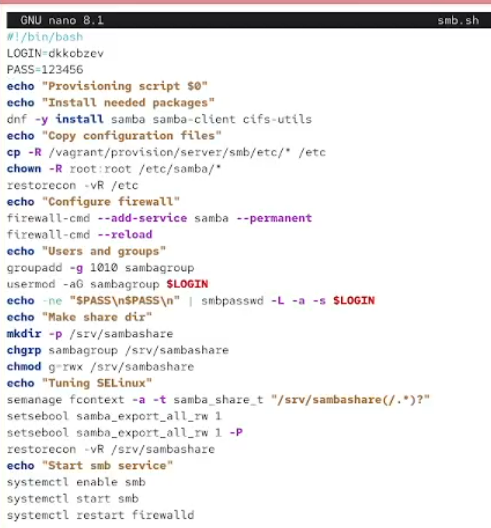 GNU nano 8.1 smb.sh
#!/bin/bash
LOGIN=dkkobzev
PASS=123456
echo "Provisioning script $0"
echo "Install needed packages"
dnf -y install samba samba-client cifs-utils
echo "Copy configuration files"
cp -R /vagrant/provision/server/smb/etc/* /etc
chown -R root:root /etc/samba/*
restorecon -vR /etc
echo "Configure firewall"
firewall-cmd --add-service samba --permanent
firewall-cmd --reload
echo "Users and groups"
groupadd -g 1010 sambagroup
usermod -aG sambagroup $LOGIN
echo -ne "$PASS\n$PASS\n" | smbpasswd -L -a -s $LOGIN
echo "Make share dir"
mkdir -p /srv/sambashare
chgrp sambagroup /srv/sambashare
chmod g=rwx /srv/sambashare
echo "Tuning SELinux"
semanage fcontext -a -t samba_share_t "/srv/sambashare(/.*)?"
setsebool samba_export_all_rw 1
setsebool samba_export_all_rw 1 -P
restorecon -vR /srv/sambashare
echo "Start smb service"
systemctl enable smb
systemctl start smb
systemctl restart firewalld